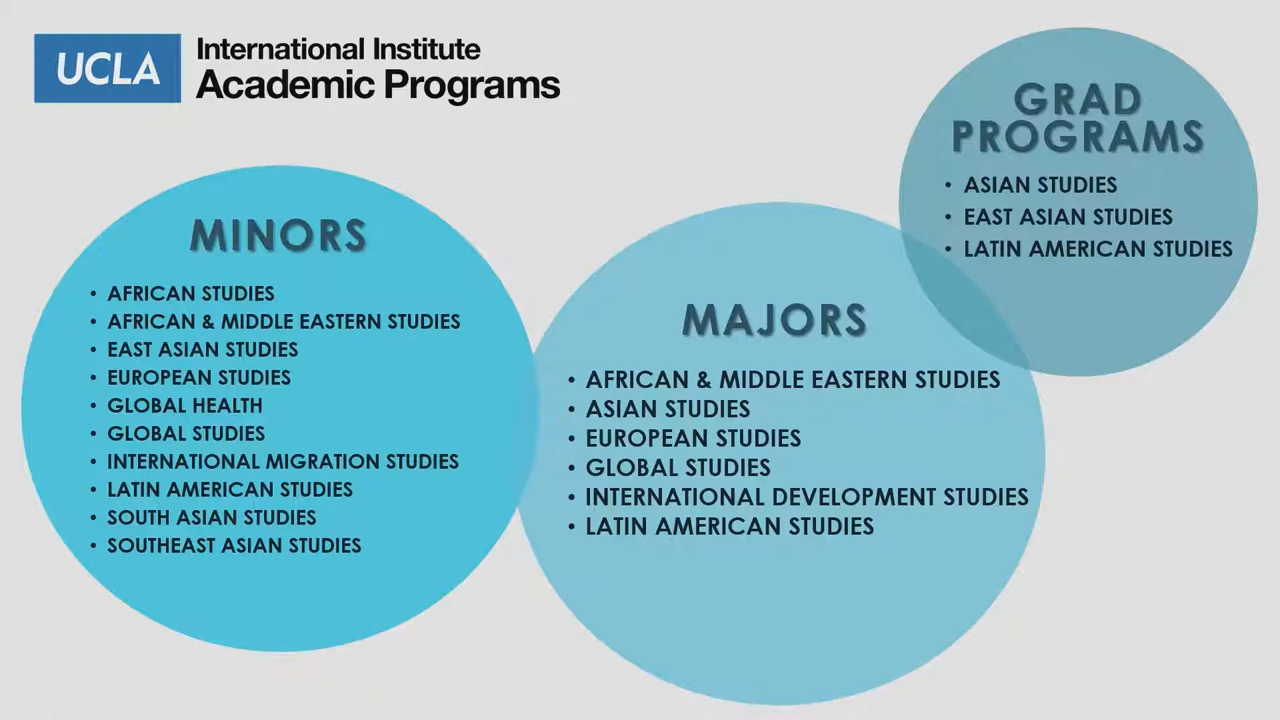 UCLA
International Institute
Academic Programs
MINORS
• AFRICAN STUDIES
• AFRICAN & MIDDLE EASTERN STUDIES
• EAST ASIAN STUDIES
• EUROPEAN STUDIES
• GLOBAL HEALTH
• GLOBAL STUDIES
• INTERNATIONAL MIGRATION STUDIES
• LATIN AMERICAN STUDIES
• SOUTH ASIAN STUDIES
• SOUTHEAST ASIAN STUDIES
MAJORS
• AFRICAN & MIDDLE EASTERN STUDIES
• ASIAN STUDIES
• EUROPEAN STUDIES
• GLOBAL STUDIES
• INTERNATIONAL DEVELOPMENT STUDIES
• LATIN AMERICAN STUDIES
GRAD
PROGRAMS
• ASIAN STUDIES
• EAST ASIAN STUDIES
• LATIN AMERICAN STUDIES